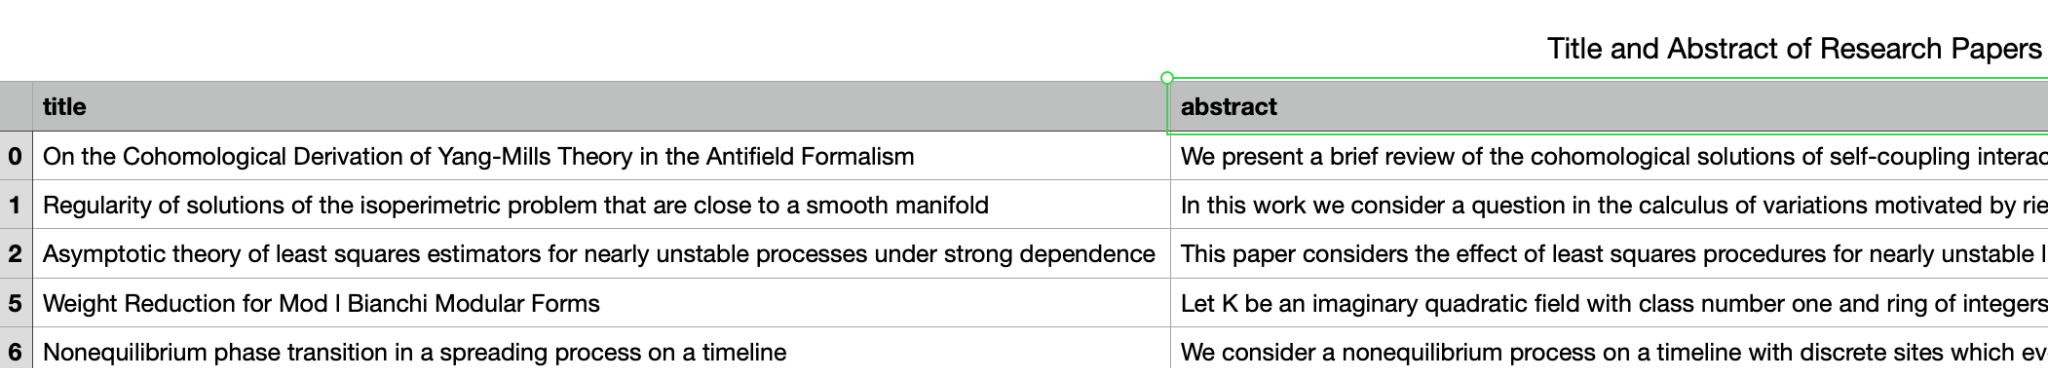 Title and Abstract of Research Papers
title abstract
0 On the Cohomological Derivation of Yang-Mills Theory in the Antifield Formalism We present a brief review of the cohomological solutions of self-coupling
1 Regularity of solutions of the isoperimetric problem that are close to a smooth manifold In this work we consider a question in the calculus of variations motivated by
2 Asymptotic theory of least squares estimators for nearly unstable processes under strong dependence This paper considers the effect of least squares procedures for nearly unstable
5 Weight Reduction for Mod l Bianchi Modular Forms Let K be an imaginary quadratic field with class number one and ring of integers
6 Nonequilibrium phase transition in a spreading process on a timeline We consider a nonequilibrium process on a timeline with discrete sites which